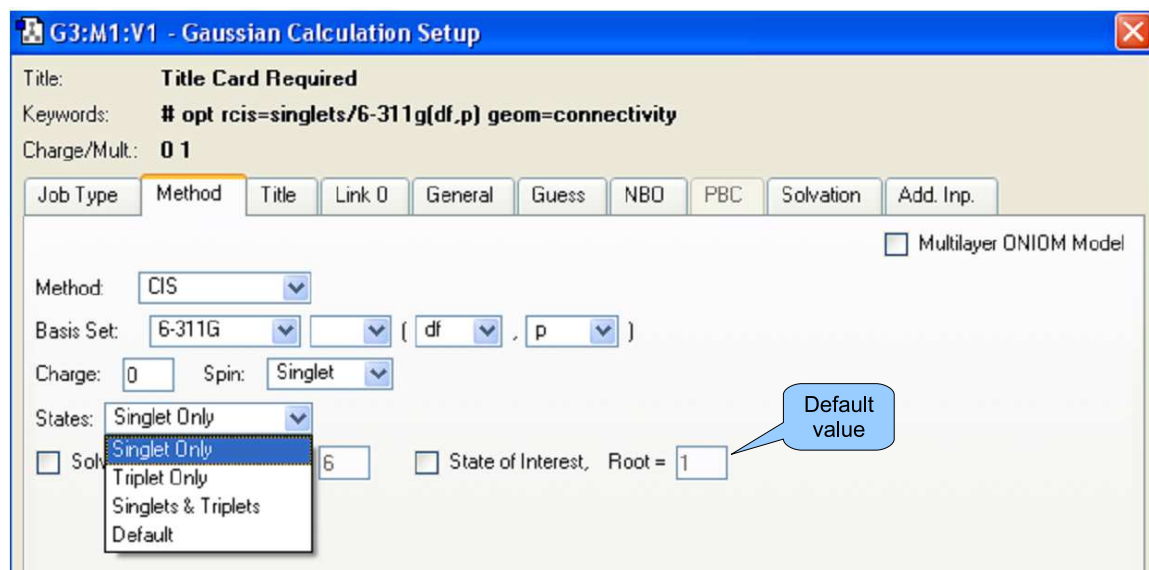 G3:M1:V1 - Gaussian Calculation Setup
Title: Title Card Required
Keywords: # opt rcis=singlets/6-311g(df,p) geom=connectivity
Charge/Mult.: 0 1
Job Type Method Title Link 0 General Guess NBO PBC Solvation Add. Inp.
Multilayer ONIOM Model
Method: CIS
Basis Set: 6-311G ( df , p )
Charge: 0 Spin: Singlet
States: Singlet Only
Default
value
Singlet Only
Solv 6 State of Interest, Root = 1
Triplet Only
Singlets & Triplets
Default